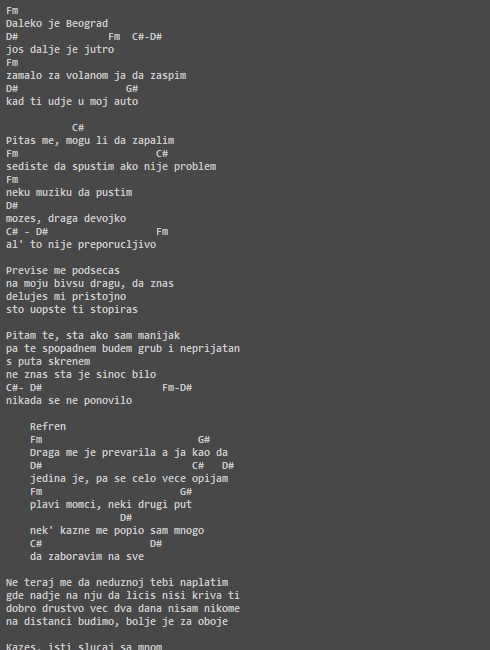 Fm
Daleko je Beograd
D# Fm C#-D#
jos dalje je jutro
Fm
zamalo za volanom ja da zaspim
D# G#
kad ti udje u moj auto
C#
Pitas me, mogu li da zapalim
Fm C#
sediste da spustim ako nije problem
Fm
neku muziku da pustim
D#
mozes, draga devojko
C# - D# Fm
al' to nije preporucljivo
Previse me podsecas
na moju bivsu dragu, da znas
delujes mi pristojno
sto uopste ti stopiras
Pitam te, sta ako sam manijak
pa te spopadnem budem grub i neprijatan
s puta skrenem
ne znas sta je sinoc bilo
C#- D# Fm-D#
nikada se ne ponovilo
Refren
Fm G#
Draga me je prevarila a ja kao da
D# C# D#
jedina je, pa se celo vece opijam
Fm G#
plavi momci, neki drugi put
D#
nek' kazne me popio sam mnogo
C# D#
da zaboravim na sve
Ne teraj me da neduznoj tebi naplatim
gde nadje na nju da licis nisi kriva ti
dobro drustvo vec dva dana nisam nikome
na distanci budimo, bolje je za oboje
Kazes, isti slucaj sa mnom